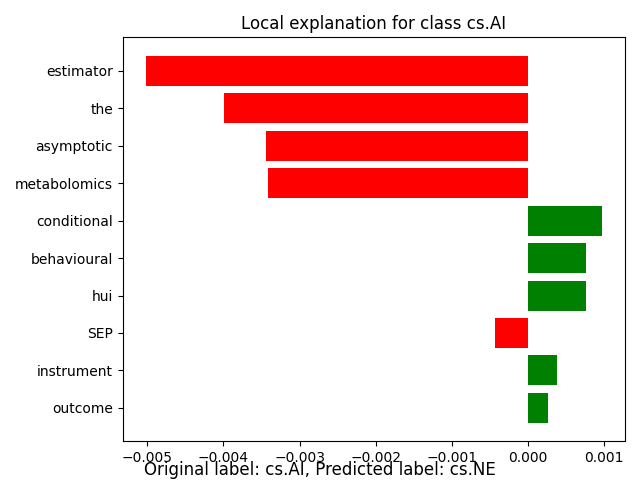 Local explanation for class cs.AI
estimator
the
asymptotic
metabolomics
conditional
behavioural
hui
SEP
instrument
outcome
−0.005 −0.004 −0.003 −0.002 −0.001 0.000 0.001
Original label: cs.AI, Predicted label: cs.NE